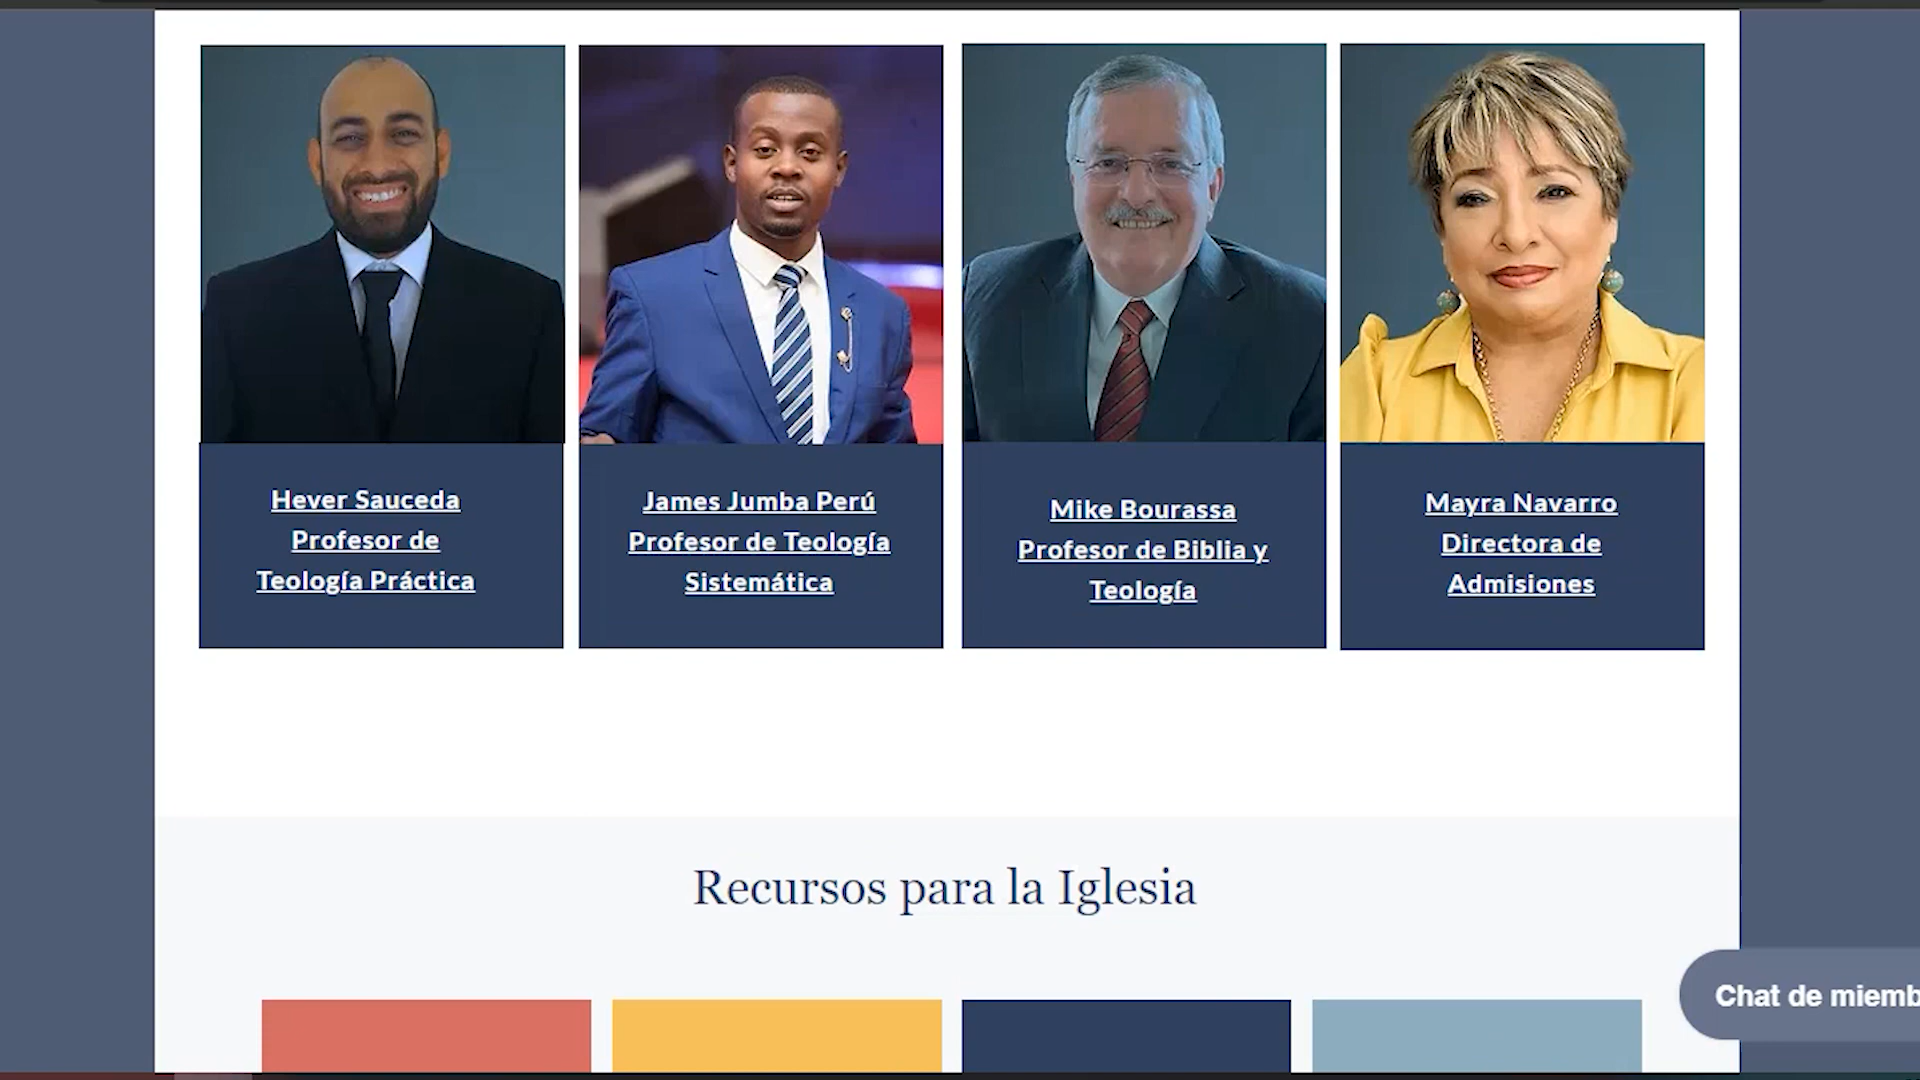 Hever Sauceda
Profesor de
Teología Práctica
James Jumba Perú
Profesor de Teología
Sistemática
Mike Bourassa
Profesor de Biblia y
Teología
Mayra Navarro
Directora de
Admisiones
Recursos para la Iglesia
Chat de miemb